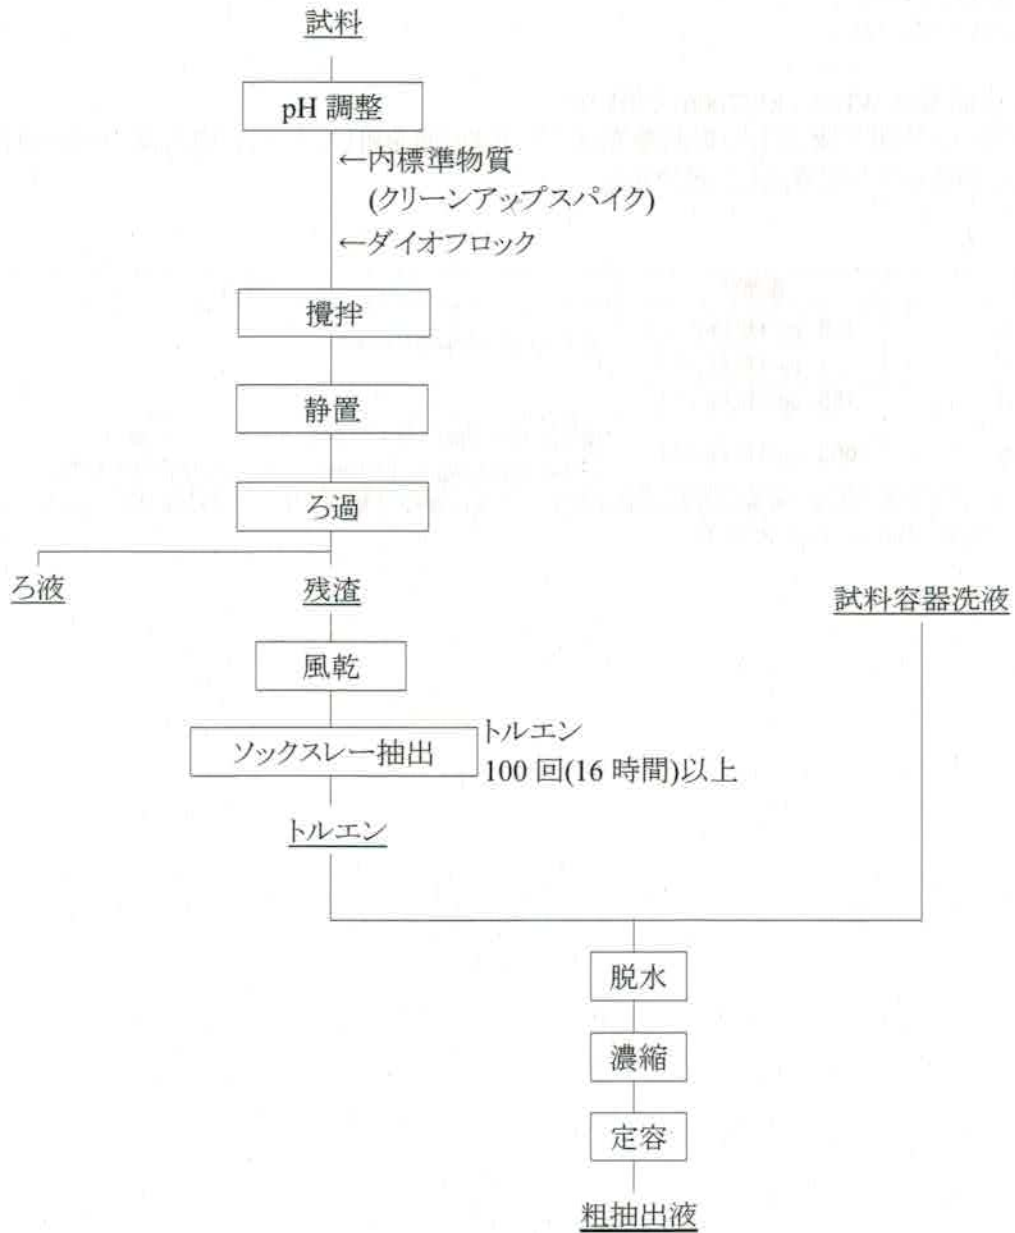 試料
pH 調整
←内標準物質
(クリーンアップスパイク)
←ダイオフロック
攪拌
静置
ろ過
ろ液
残渣
試料容器洗液
風乾
ソックスレー抽出
トルエン
100 回(16 時間)以上
トルエン
脱水
濃縮
定容
粗抽出液